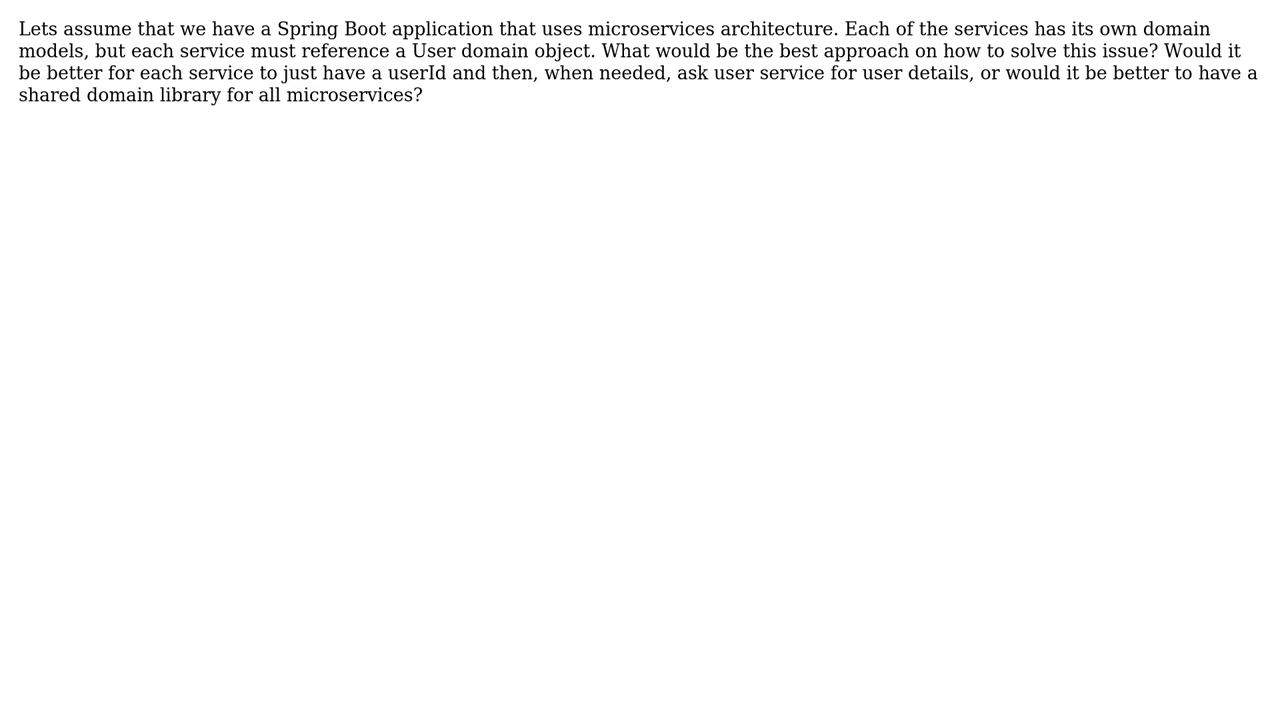 Lets assume that we have a Spring Boot application that uses microservices architecture. Each of the services has its own domain
models, but each service must reference a User domain object. What would be the best approach on how to solve this issue? Would it
be better for each service to just have a userId and then, when needed, ask user service for user details, or would it be better to have a
shared domain library for all microservices?